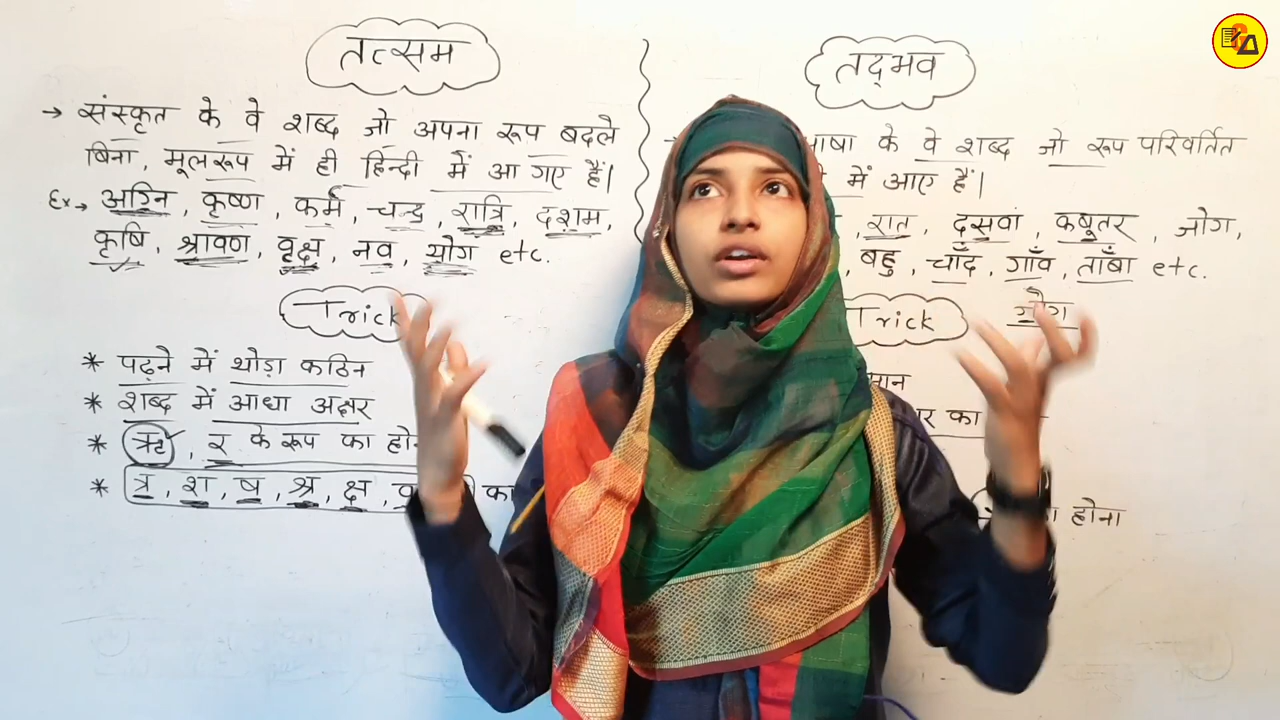 तत्सम
→ संस्कृत के वे शब्द जो अपना रूप बदले
बिना, मूलरूप में ही हिन्दी में आ गए हैं।
Ex→ अग्नि, कृष्ण, कर्म, चन्द्र, रात्रि, दशम,
कृषि, श्रावण, वृक्ष, नव, योग etc.
Trick
* पढ़ने में थोड़ा कठिन
* शब्द में आधा अक्षर
* ऋ, र के रूप का
* त्र, श, ष, श्र, क्ष, व
तद्भव
के वे शब्द जो रूप परिवर्तित
में आए हैं।
रात, दसवां, कबुतर, जोग,
बहु, चाँद, गाँव, ताँबा etc.
Trick
का
होना